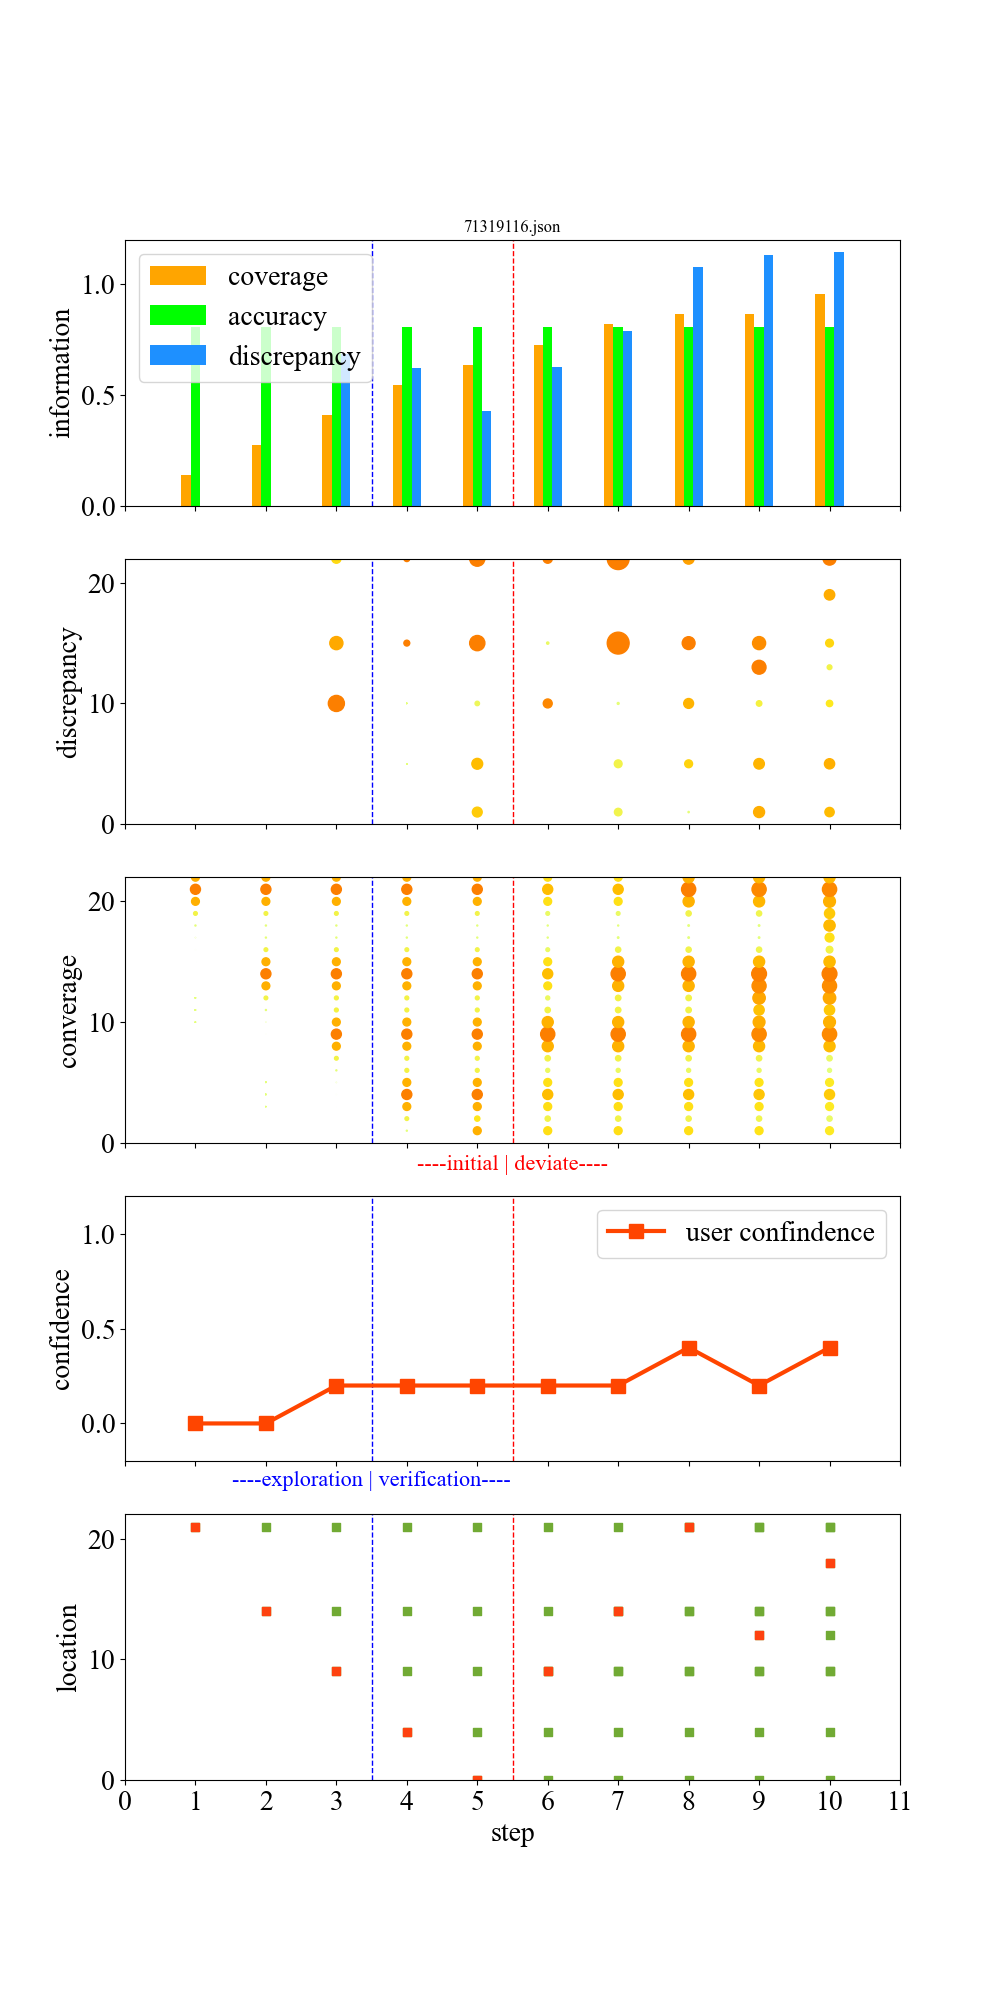 71319116.json
information
1.0
0.5
0.0
coverage
accuracy
discrepancy
discrepancy
20
10
0
converage
20
10
0
----initial | deviate----
confidence
1.0
0.5
0.0
user confindence
----exploration | verification----
location
20
10
0
0 1 2 3 4 5 6 7 8 9 10 11
step